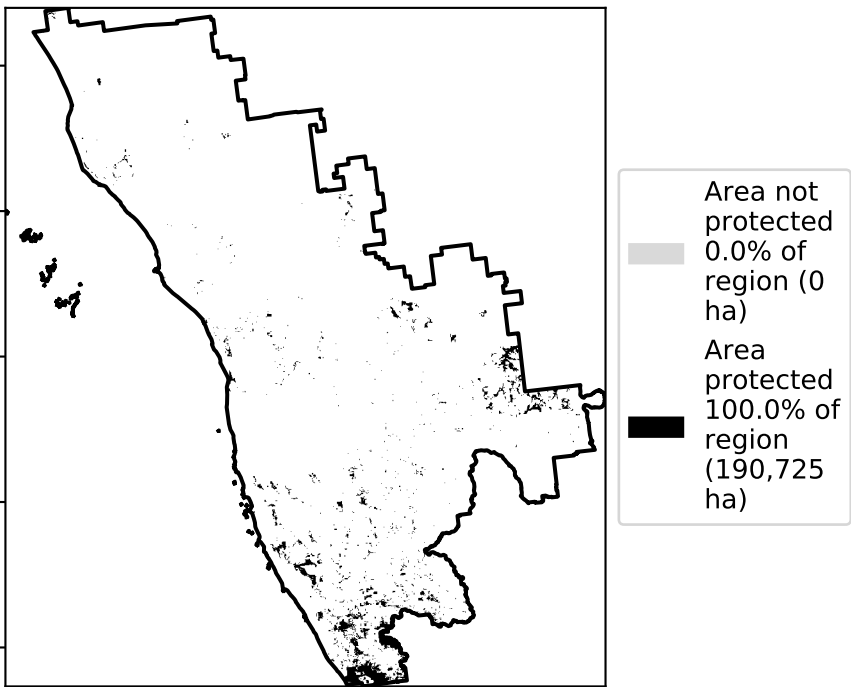 Area not
protected
0.0% of
region (0
ha)
Area
protected
100.0% of
region
(190,725
ha)